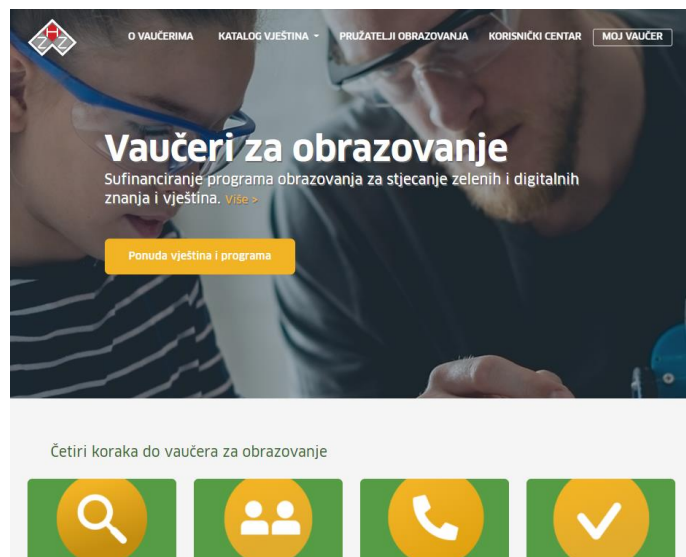 HZZ
O VAUČERIMA KATALOG VJEŠTINA PRUŽATELJI OBRAZOVANJA KORISNIČKI CENTAR MOJ VAUČER
Vaučeri za obrazovanje
Sufinanciranje programa obrazovanja za stjecanje zelenih i digitalnih
znanja i vještina. Više >
Ponuda vještina i programa
Četiri koraka do vaučera za obrazovanje